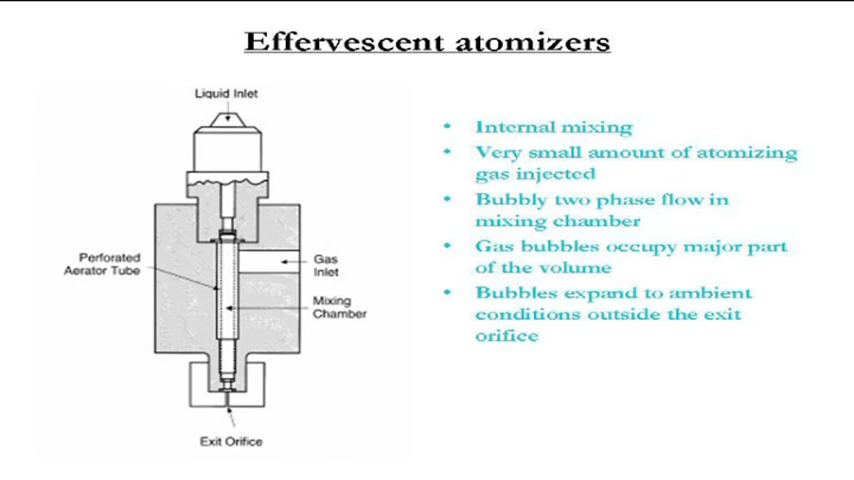 Effervescent atomizers
Liquid Inlet
Perforated
Aerator Tube
Gas
Inlet
Mixing
Chamber
Exit Orifice
• Internal mixing
• Very small amount of atomizing
gas injected
• Bubbly two phase flow in
mixing chamber
• Gas bubbles occupy major part
of the volume
• Bubbles expand to ambient
conditions outside the exit
orifice